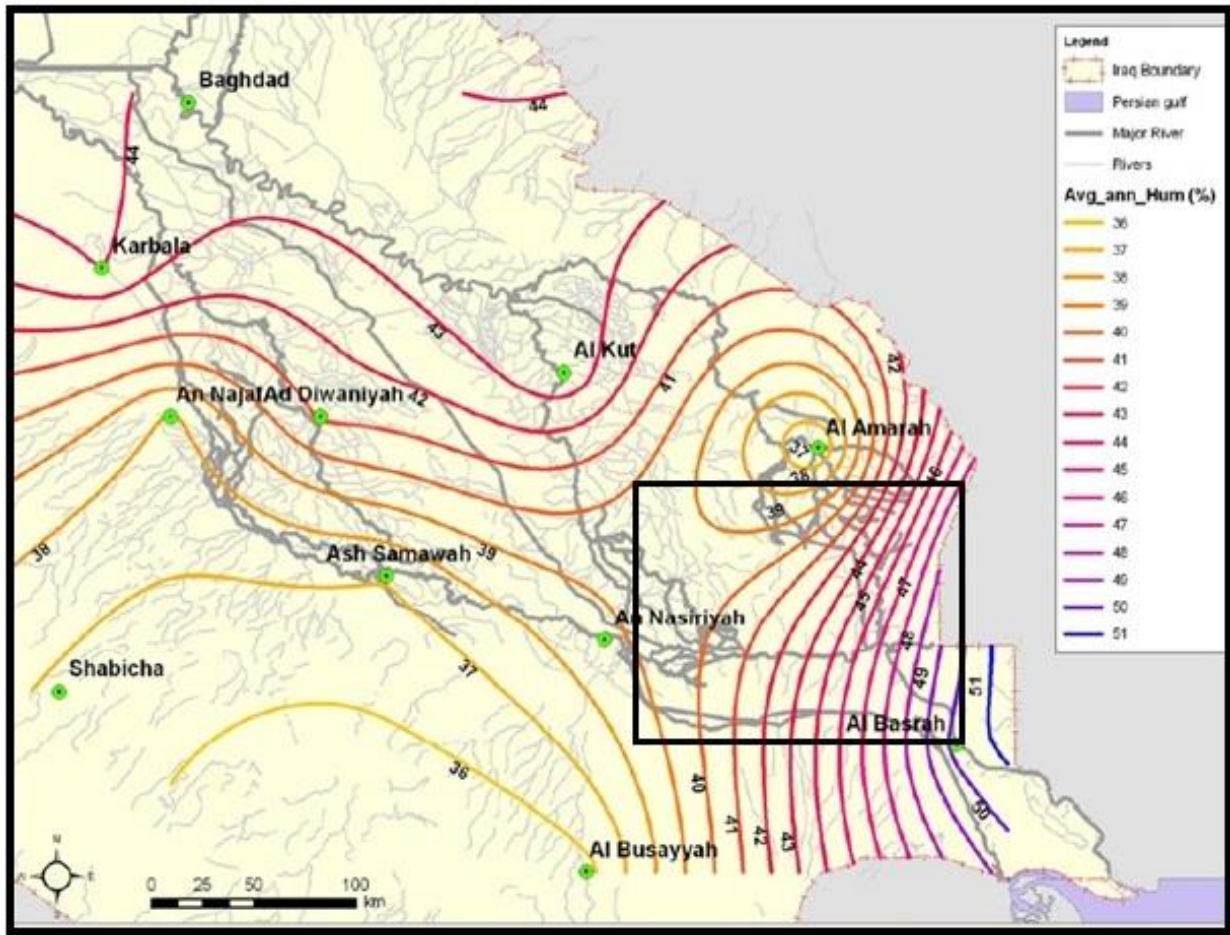 Baghdad
44
44
Karbala
43
Al Kut
42
An Najaf
Ad Diwaniyah
42
41
Al Amarah
37
38
39
46
38
39
Ash Samawah
44
45
47
An Nasiriyah
48
Shabicha
37
49
51
Al Basrah
36
40
50
41
42
43
Al Busayyah
N
E
S
0 25 50 100
km
Legend
Iraq Boundary
Persian gulf
Major River
Rivers
Avg_ann_Hum (%)
36
37
38
39
40
41
42
43
44
45
46
47
48
49
50
51